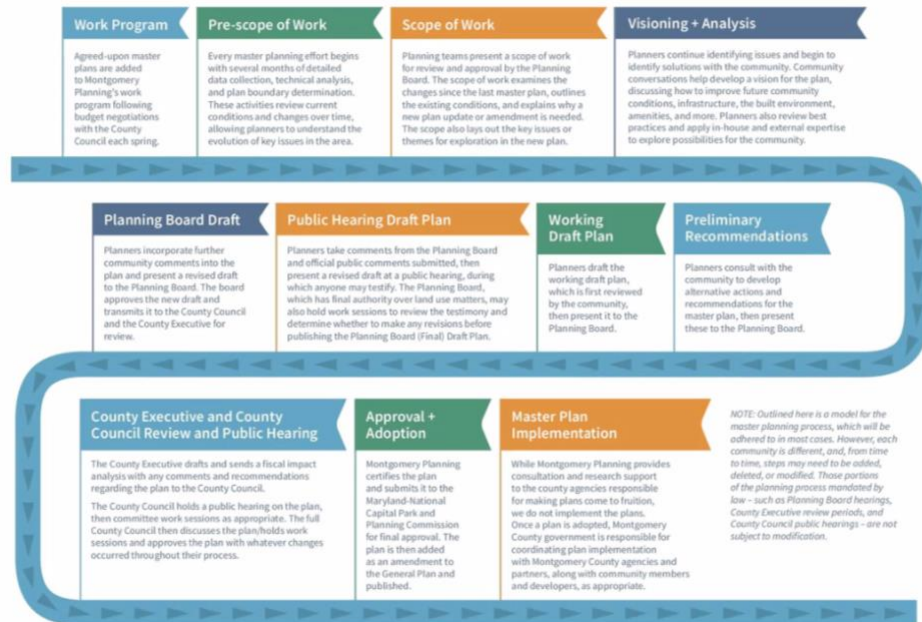 Work Program
Agreed-upon master
plans are added
to Montgomery
Planning's work
program following
budget negotiations
with the County
Council each spring.
Pre-scope of Work
Every master planning effort begins
with several months of detailed
data collection, technical analysis,
and plan boundary determination.
These activities review current
conditions and changes over time,
allowing planners to understand the
evolution of key issues in the area.
Scope of Work
Planning teams present a scope of work
for review and approval by the Planning
Board. The scope of work examines the
changes since the last master plan, outlines
the existing conditions, and explains why a
new plan update or amendment is needed.
The scope also lays out the key issues or
themes for exploration in the new plan.
Visioning + Analysis
Planners continue identifying issues and begin to
identify solutions with the community. Community
conversations help develop a vision for the plan,
discussing how to improve future community
conditions, infrastructure, the built environment,
amenities, and more. Planners also review best
practices and apply in-house and external expertise
to explore possibilities for the community.
Preliminary
Recommendations
Planners consult with the
community to develop
alternative actions and
recommendations for the
master plan, then present
these to the Planning Board.
Working
Draft Plan
Planners draft the
working draft plan,
which is first reviewed
by the community,
then present it to the
Planning Board.
Public Hearing Draft Plan
Planners take comments from the Planning Board
and official public comments submitted, then
present a revised draft at a public hearing, during
which anyone may testify. The Planning Board,
which has final authority over land use matters, may
also hold work sessions to review the testimony and
determine whether to make any revisions before
publishing the Planning Board (Final) Draft Plan.
Planning Board Draft
Planners incorporate further
community comments into the
plan and present a revised draft
to the Planning Board. The board
approves the new draft and
transmits it to the County Council
and the County Executive for
review.
County Executive and County
Council Review and Public Hearing
The County Executive drafts and sends a fiscal impact
analysis with any comments and recommendations
regarding the plan to the County Council.
The County Council holds a public hearing on the plan,
then committee work sessions as appropriate. The full
County Council then discusses the plan/holds work
sessions and approves the plan with whatever changes
occurred throughout their process.
Approval +
Adoption
Montgomery Planning
certifies the plan
and submits it to the
Maryland-National
Capital Park and
Planning Commission
for final approval. The
plan is then added
as an amendment to
the General Plan and
published.
Master Plan
Implementation
While Montgomery Planning provides
consultation and research support
to the county agencies responsible
for making plans come to fruition,
we do not implement the plans.
Once a plan is adopted, Montgomery
County government is responsible for
coordinating plan implementation
with Montgomery County agencies and
partners, along with community members
and developers, as appropriate.
NOTE: Outlined here is a model for the
master planning process, which will be
adhered to in most cases. However, each
community is different, and, from time
to time, steps may need to be added,
deleted, or modified. Those portions
of the planning process mandated by
law – such as Planning Board hearings,
County Executive review periods, and
County Council public hearings – are not
subject to modification.